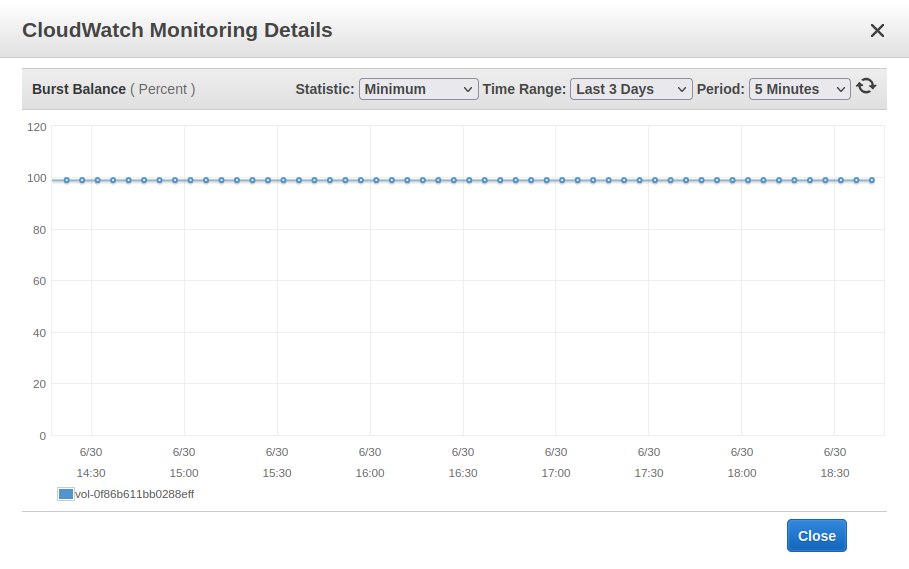 CloudWatch Monitoring Details
Burst Balance ( Percent ) Statistic: Minimum Time Range: Last 3 Days Period: 5 Minutes
120
100
80
60
40
20
0
6/30 6/30 6/30 6/30 6/30 6/30 6/30 6/30 6/30
14:30 15:00 15:30 16:00 16:30 17:00 17:30 18:00 18:30
vol-0f86b611bb0288eff
Close